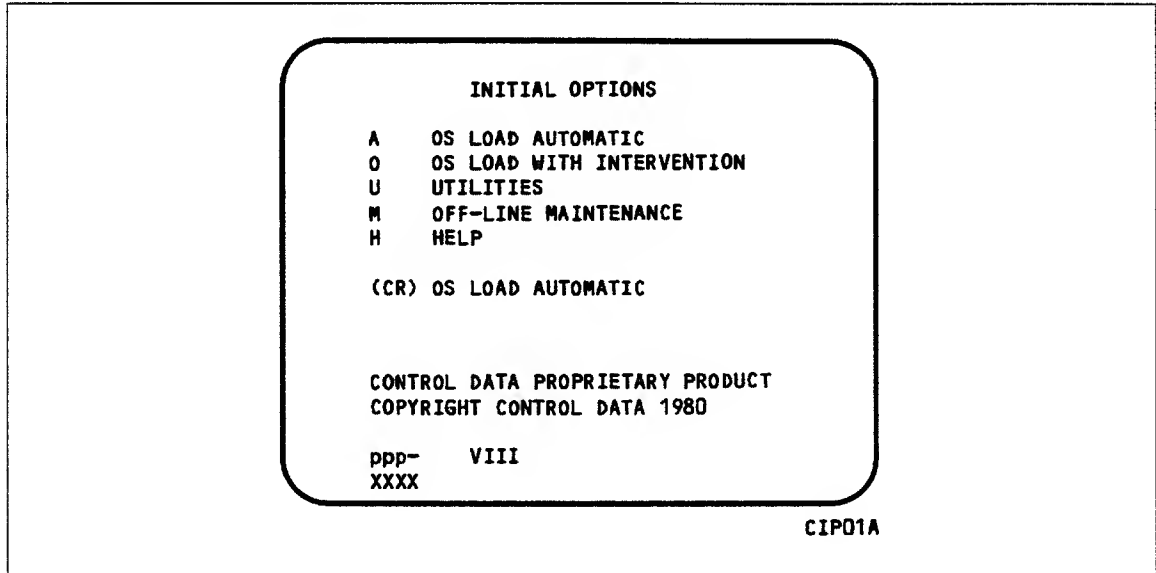 INITIAL OPTIONS
A OS LOAD AUTOMATIC
O OS LOAD WITH INTERVENTION
U UTILITIES
M OFF-LINE MAINTENANCE
H HELP
(CR) OS LOAD AUTOMATIC
CONTROL DATA PROPRIETARY PRODUCT
COPYRIGHT CONTROL DATA 1980
ppp- VIII
XXXX
CIP01A